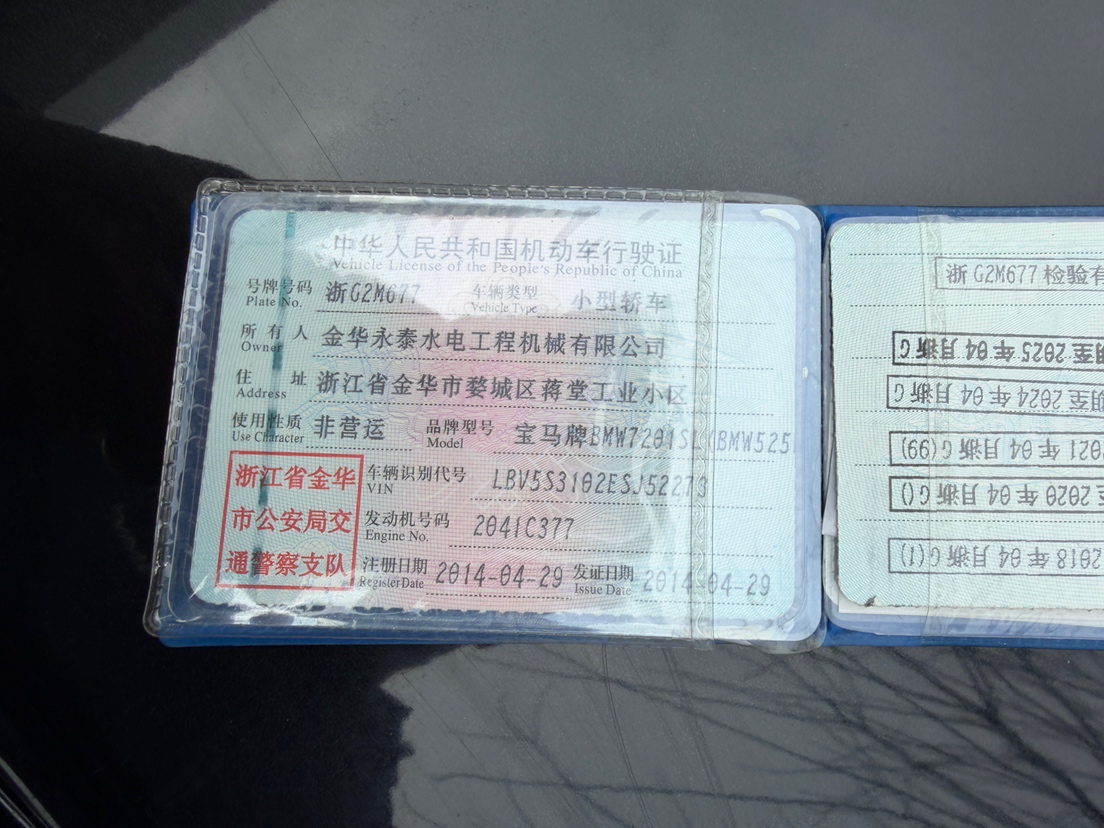 中华人民共和国机动车行驶证
Vehicle License of the People's Republic of China
号牌号码 浙G2M677 车辆类型 小型轿车
Plate No. Vehicle Type
所有人 金华永泰水电工程机械有限公司
Owner
住址 浙江省金华市婺城区蒋堂工业小区
Address
使用性质 非营运 品牌型号 宝马牌BMW7201SL(BMW525
Use Character Model
车辆识别代号 LBV5S3102ESJ52273
VIN
发动机号码 2041C377
Engine No.
注册日期 2014-04-29 发证日期 2014-04-29
Register Date Issue Date
浙江省金华
市公安局交
通警察支队
浙G2M677检验有
至2025年04月浙G
至2024年04月浙G
2021年04月浙G(99)
至2020年04月浙G()
2018年04月浙G(1)